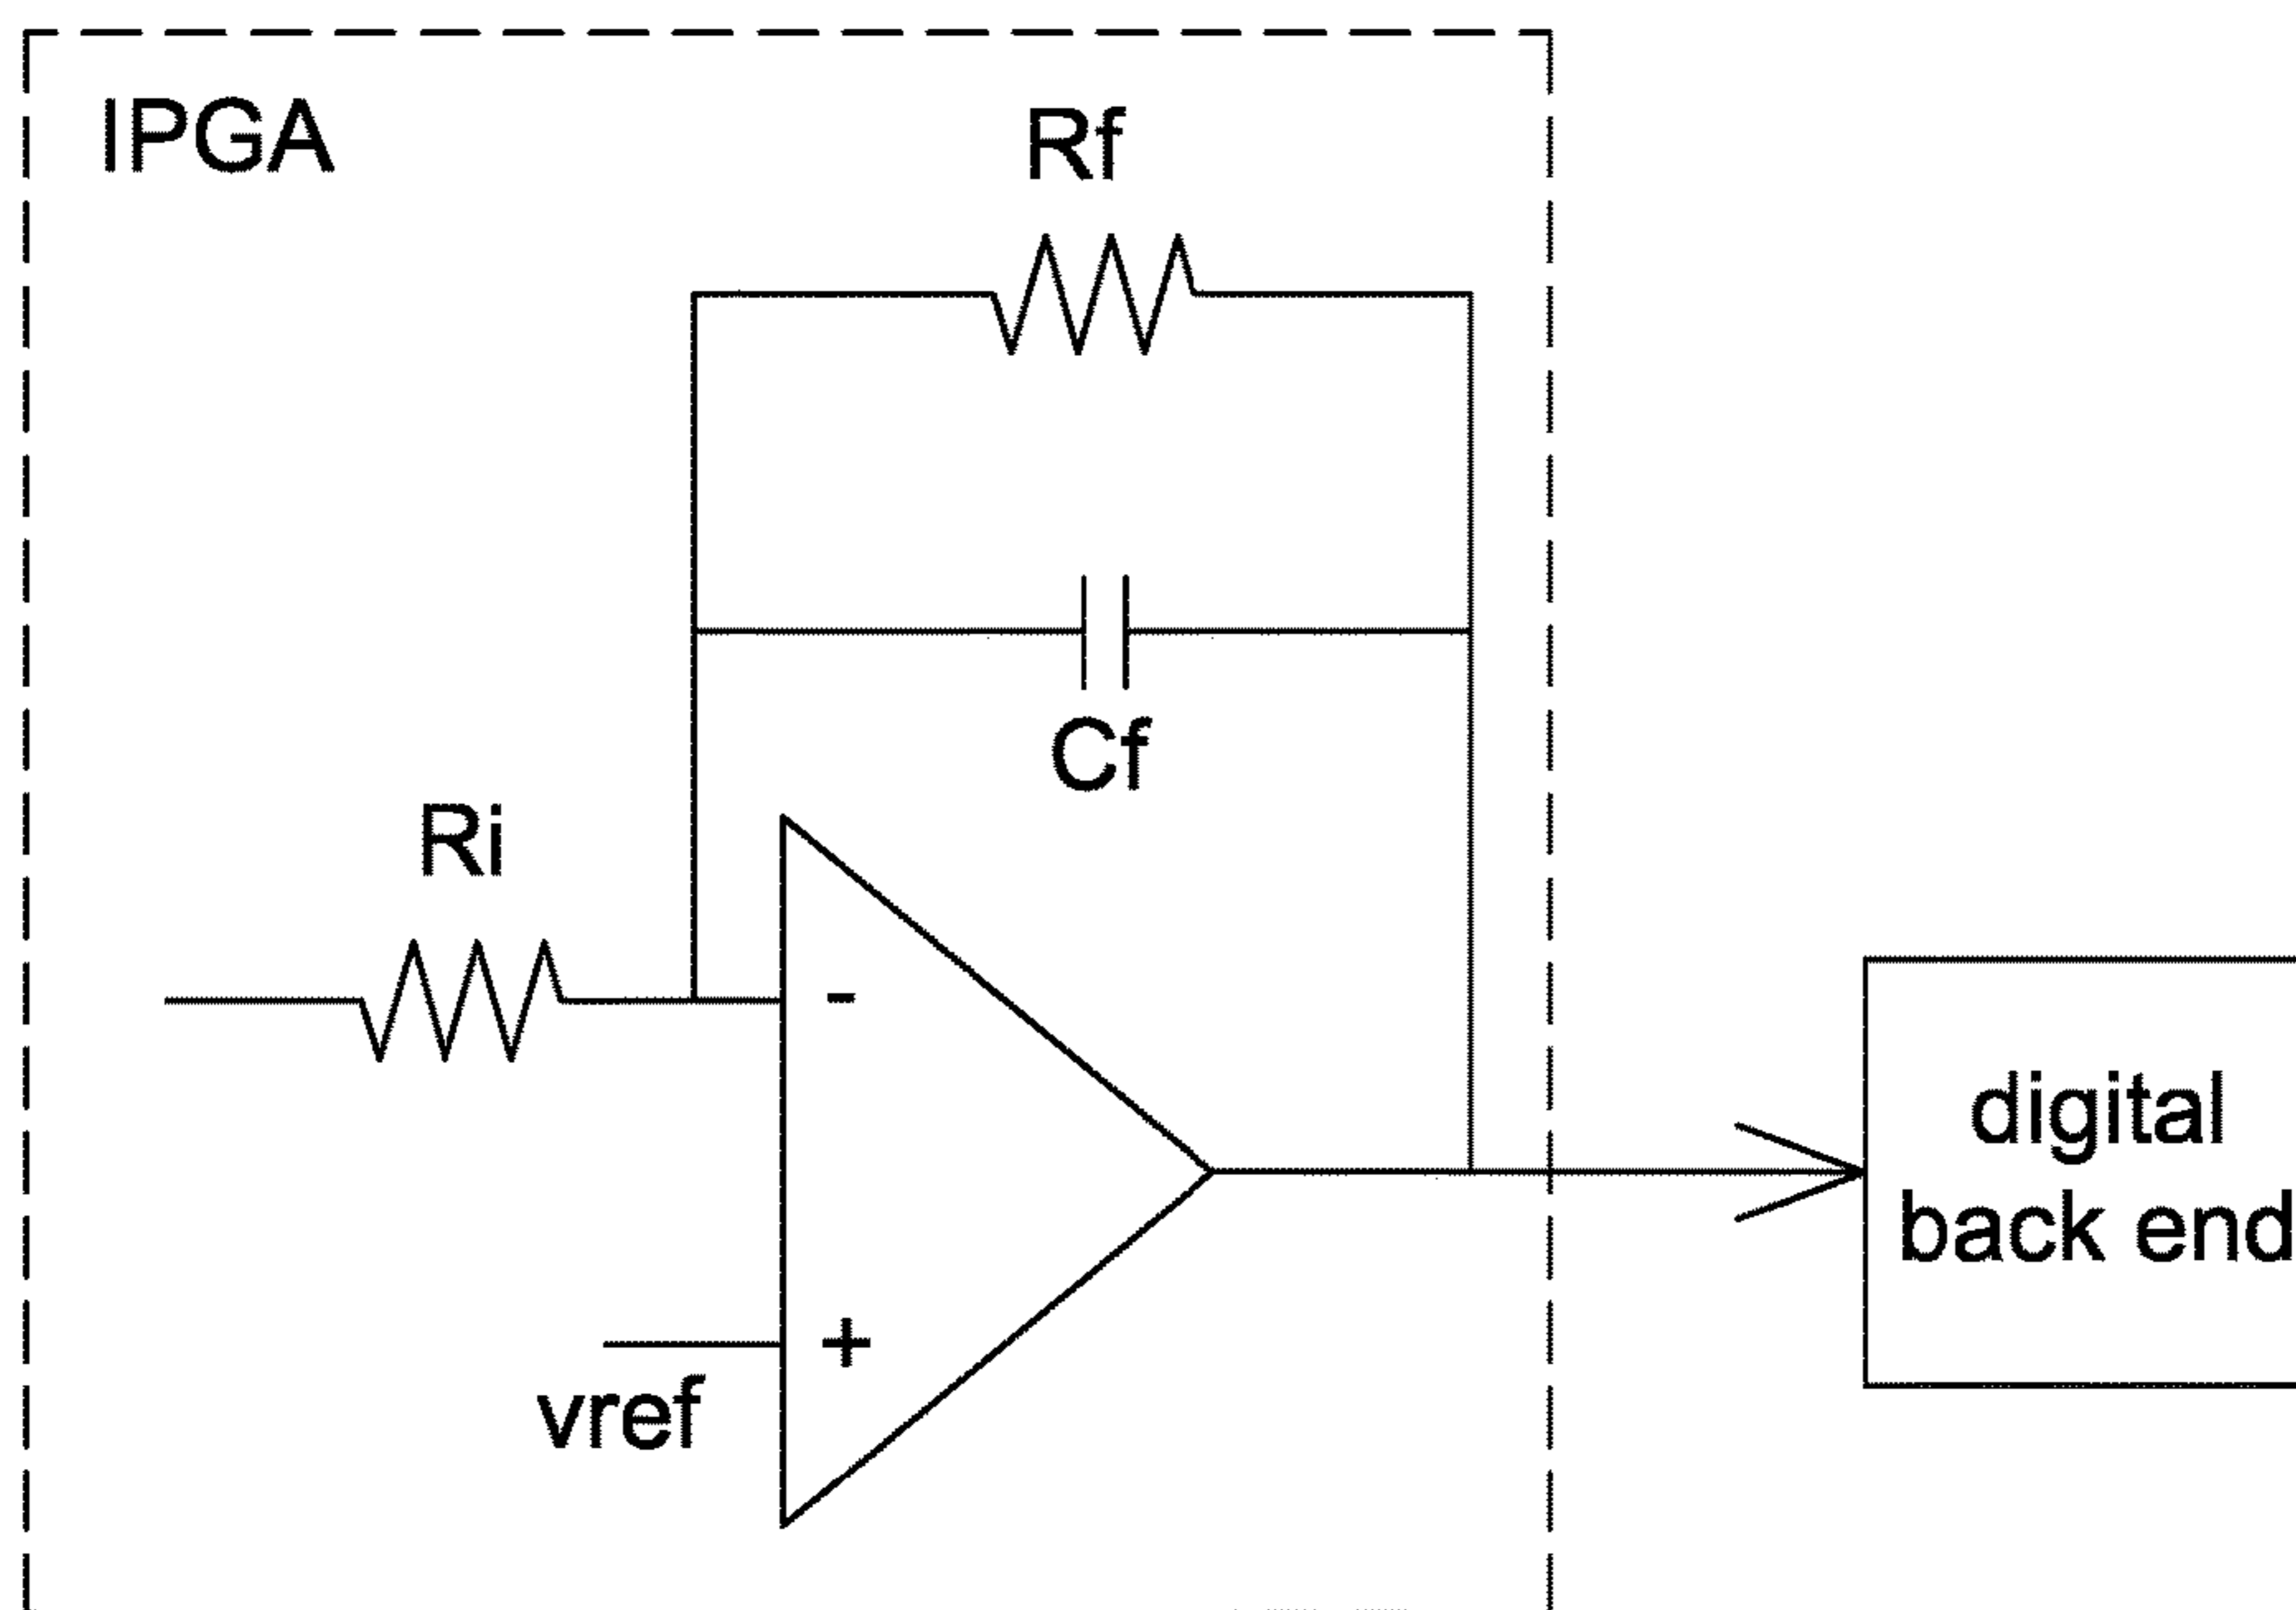 IPGA
Rf
Cf
Ri
-
+
vref
digital
back end